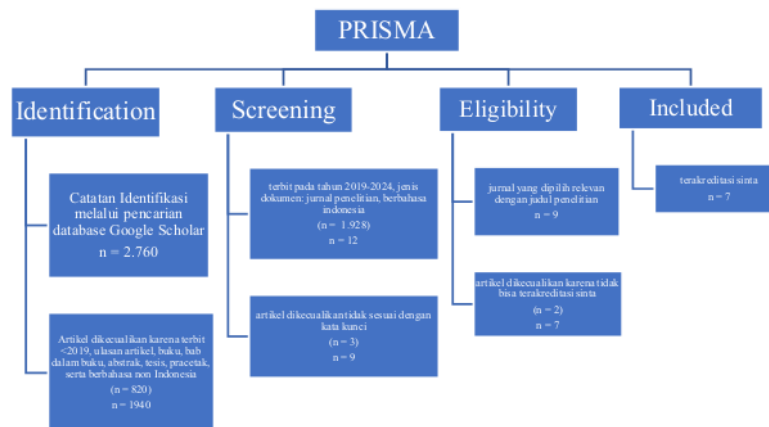 PRISMA
Identification
Catatan Identifikasi
melalui pencarian
database Google Scholar
n = 2.760
Artikel dikecualikan karena terbit
<2019, ulasan artikel, buku, bab
dalam buku, abstrak, tesis, pracetak,
serta berbahasa non Indonesia
(n = 820)
n = 1940
Screening
terbit pada tahun 2019-2024, jenis
dokumen: jurnal penelitian, berbahasa
indonesia
(n = 1.928)
n = 12
artikel dikecualikan tidak sesuai dengan
kata kunci
(n = 3)
n = 9
Eligibility
jurnal yang dipilih relevan
dengan judul penelitian
n = 9
artikel dikecualikan karena tidak
bisa terakreditasi sinta
(n = 2)
n = 7
Included
terakreditasi sinta
n = 7